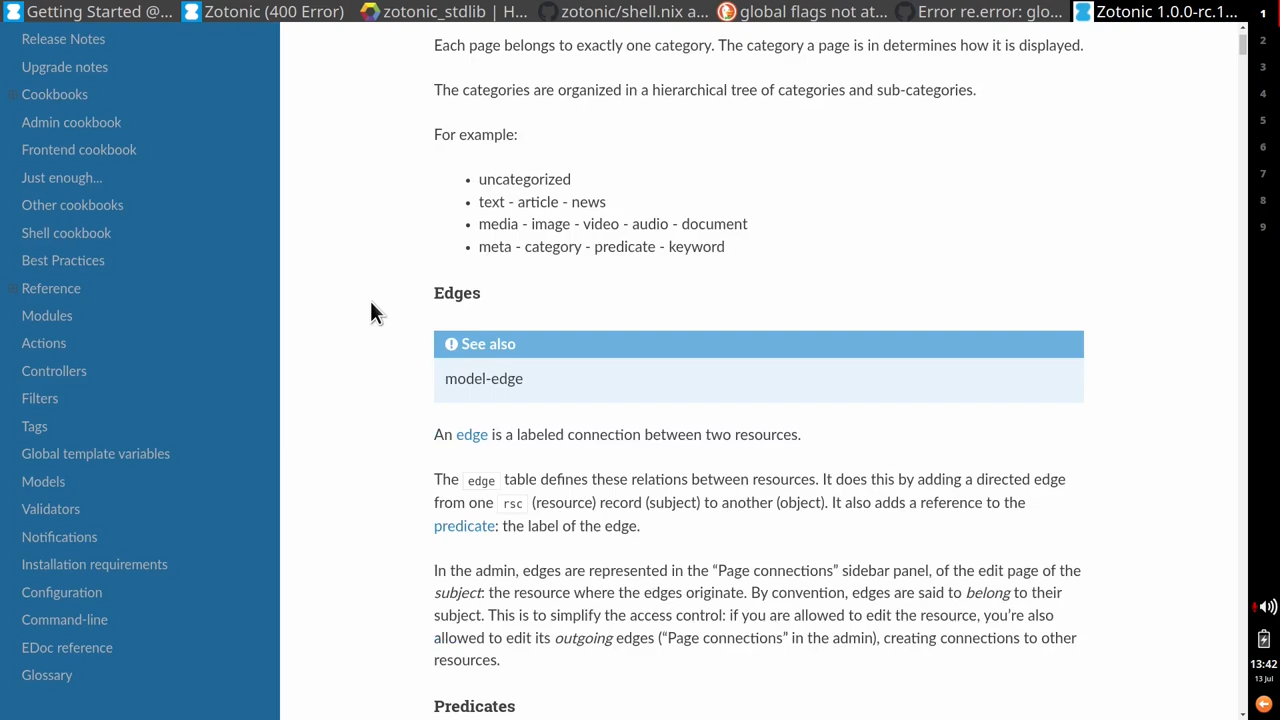 Getting Started @... Zotonic (400 Error) zotonic_stdlib | H... zotonic/shell.nix a... global flags not at... Error re.error: glo... Zotonic 1.0.0-rc.1...
1
2
3
4
5
6
7
8
9
13:42
13 Jul
Release Notes
Upgrade notes
Cookbooks
Admin cookbook
Frontend cookbook
Just enough...
Other cookbooks
Shell cookbook
Best Practices
Reference
Modules
Actions
Controllers
Filters
Tags
Global template variables
Models
Validators
Notifications
Installation requirements
Configuration
Command-line
EDoc reference
Glossary
Each page belongs to exactly one category. The category a page is in determines how it is displayed.
The categories are organized in a hierarchical tree of categories and sub-categories.
For example:
• uncategorized
• text - article - news
• media - image - video - audio - document
• meta - category - predicate - keyword
Edges
See also
model-edge
An edge is a labeled connection between two resources.
The edge table defines these relations between resources. It does this by adding a directed edge
from one rsc (resource) record (subject) to another (object). It also adds a reference to the
predicate: the label of the edge.
In the admin, edges are represented in the “Page connections” sidebar panel, of the edit page of the
subject: the resource where the edges originate. By convention, edges are said to belong to their
subject. This is to simplify the access control: if you are allowed to edit the resource, you’re also
allowed to edit its outgoing edges (“Page connections” in the admin), creating connections to other
resources.
Predicates